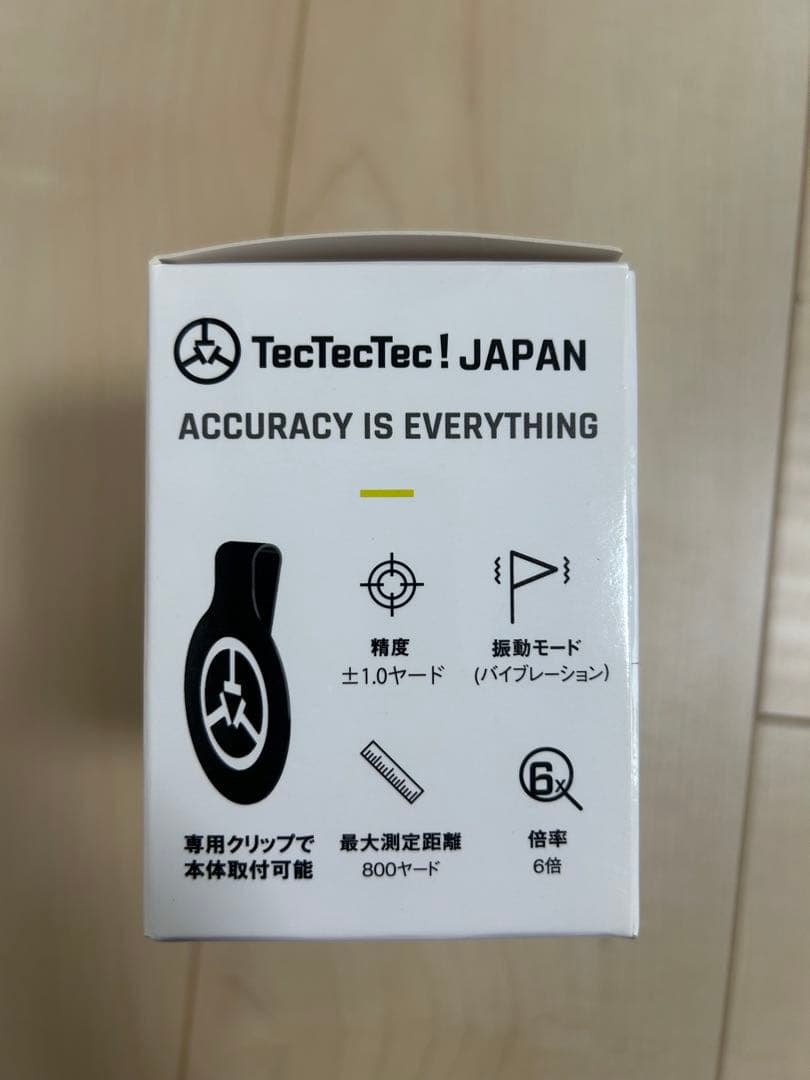 TecTecTec! JAPAN
ACCURACY IS EVERYTHING
精度
±1.0ヤード
振動モード
(バイブレーション)
専用クリップで
本体取付可能
最大測定距離
800ヤード
6x
倍率
6倍